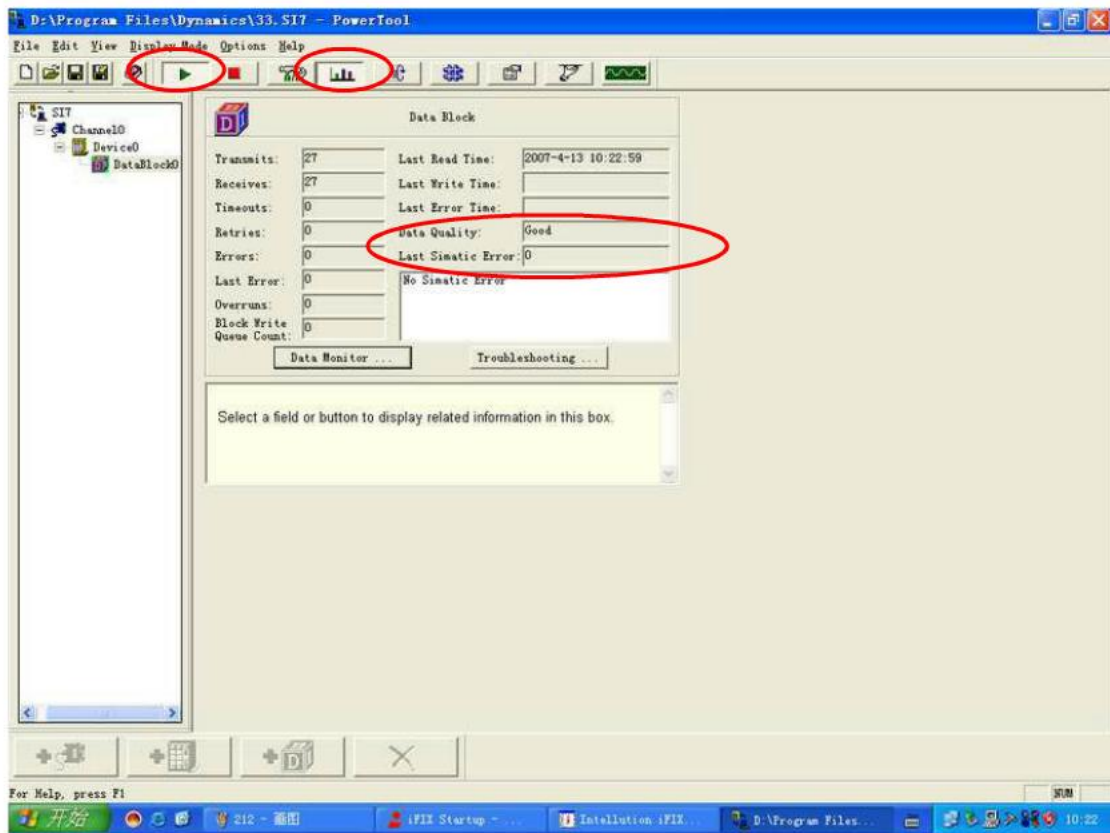 D:\Program Files\Dynamics\33.SI7 - PowerTool
File Edit View Display Mode Options Help
SI7
Channel0
Device0
DataBlock0
Data Block
Transmits: 27 Last Read Time: 2007-4-13 10:22:59
Receives: 27 Last Write Time:
Timeouts: 0 Last Error Time:
Retries: 0 Data Quality: Good
Errors: 0 Last Simatic Error: 0
Last Error: 0 No Simatic Error
Overruns: 0
Block Write
Queue Count: 0
Data Monitor ... Troubleshooting ...
Select a field or button to display related information in this box.
For Help, press F1 NUM
开始 212 - 画图 iFIX Startup - ... Intellution iFIX... D:\Program Files... 10:22